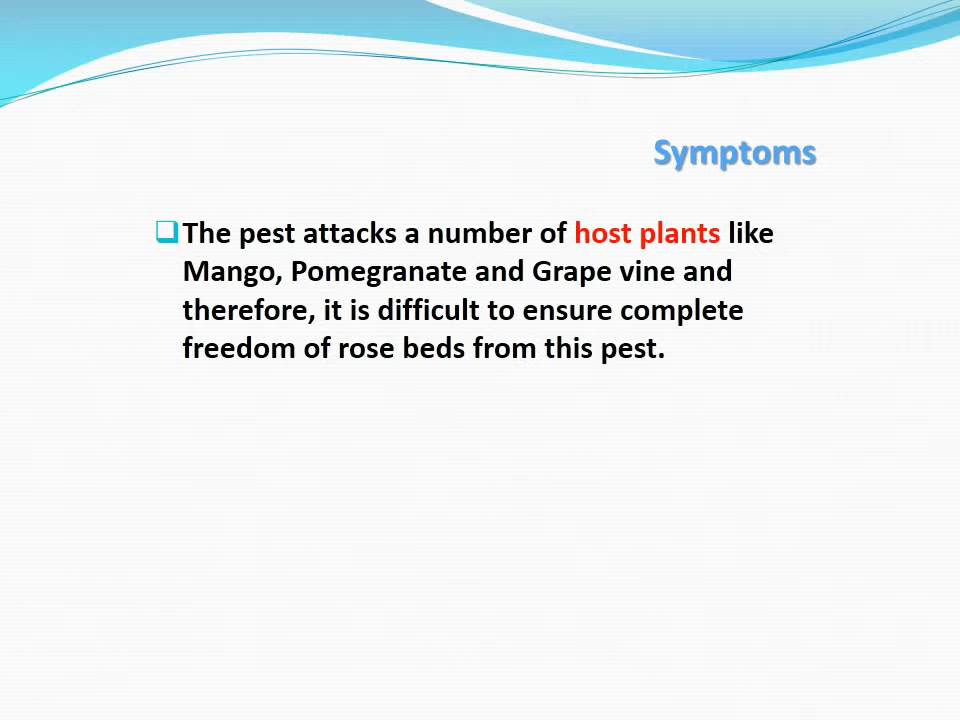 Symptoms
The pest attacks a number of host plants like
Mango, Pomegranate and Grape vine and
therefore, it is difficult to ensure complete
freedom of rose beds from this pest.